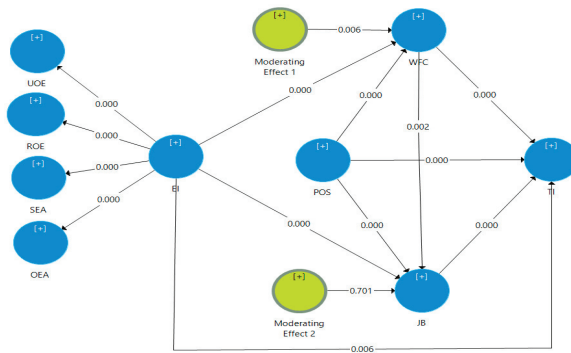 [+]
UOE
[+]
ROE
[+]
SEA
[+]
OEA
0.000
0.000
0.000
0.000
[+]
EI
[+]
Moderating
Effect 1
0.006
[+]
WFC
0.000
0.000
0.002
0.000
[+]
POS
0.000
[+]
TI
0.000
0.000
0.000
[+]
Moderating
Effect 2
0.701
[+]
JB
0.006